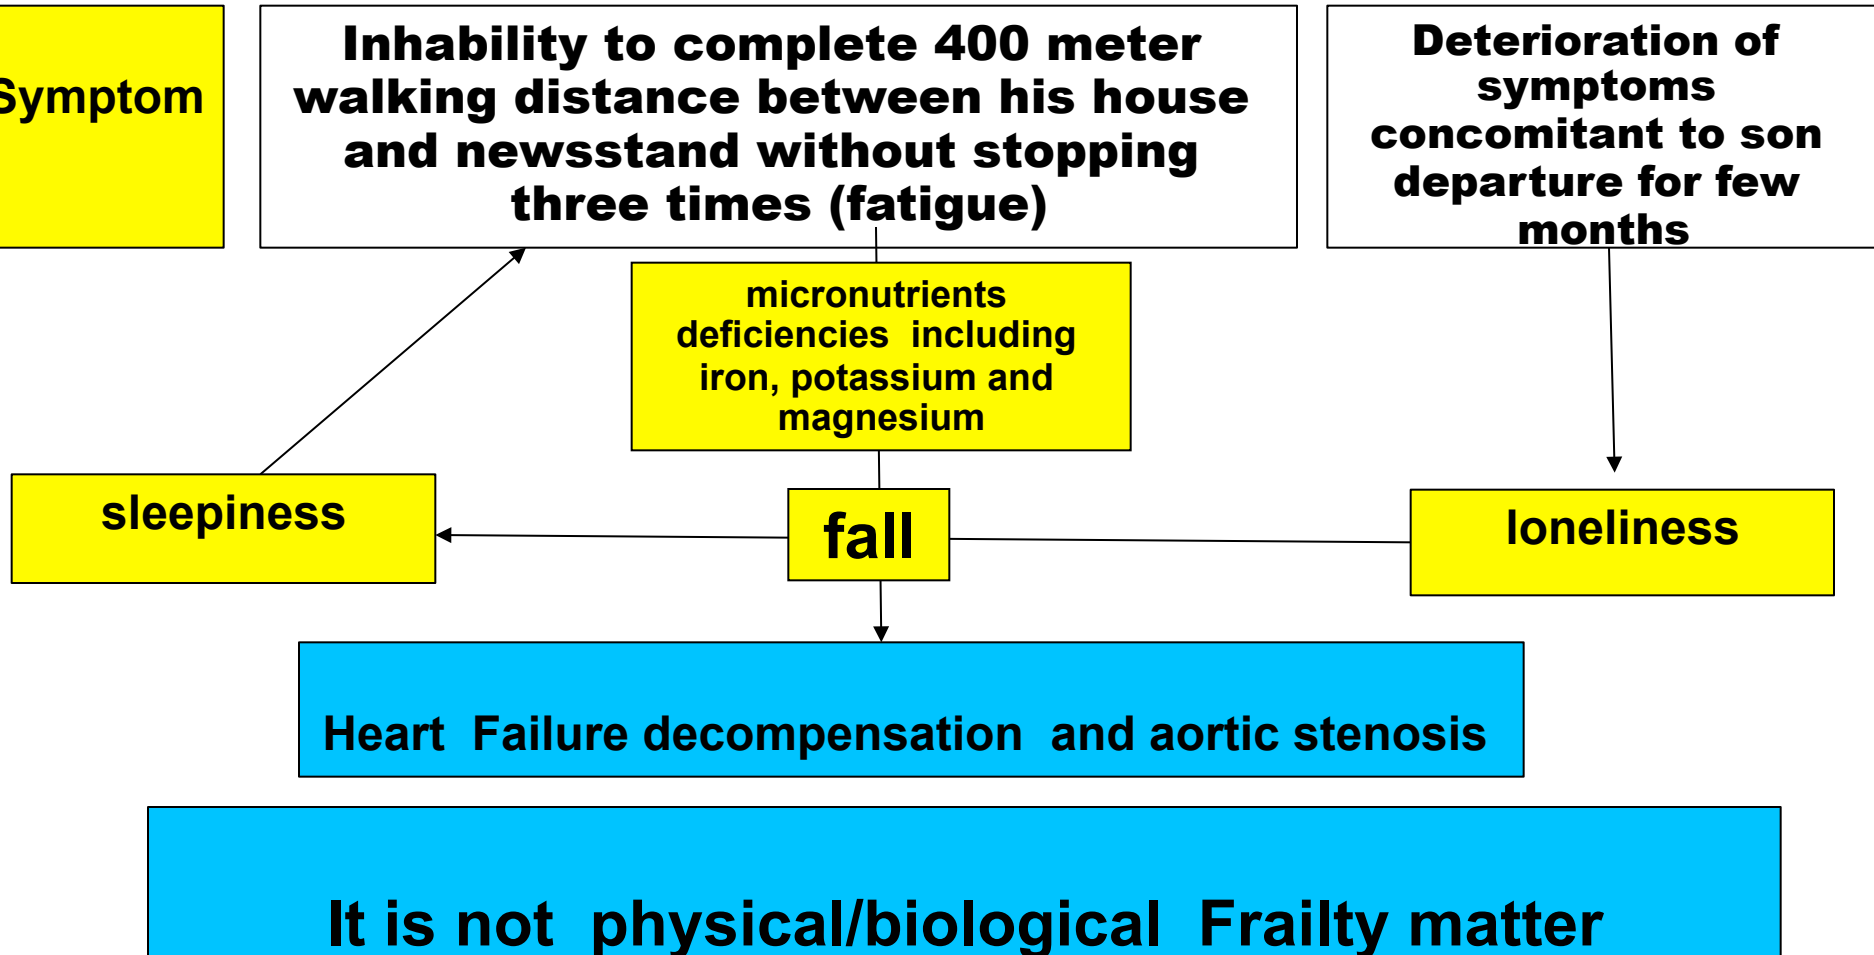 Symptom
Inhability to complete 400 meter
walking distance between his house
and newsstand without stopping
three times (fatigue)
Deterioration of
symptoms
concomitant to son
departure for few
months
micronutrients
deficiencies including
iron, potassium and
magnesium
sleepiness
fall
loneliness
Heart Failure decompensation and aortic stenosis
It is not physical/biological Frailty matter